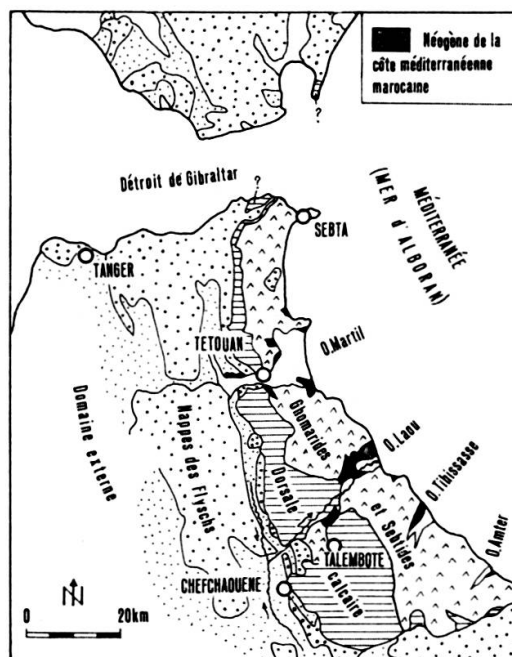 Néogène de la
côte méditerranéenne
marocaine
?
Détroit de Gibraltar
?
SEBTA
MÉDITERRANÉE
(MER d'ALBORAN)
TANGER
TETOUAN
O.Martil
Domaine externe
Nappes des Flyschs
Ghomarides
et Sebtides
O.Laou
O.Tihissasse
O.Amter
Dorsale
calcaire
TALEMBOTE
CHEFCHAOUENE
N
0 20km